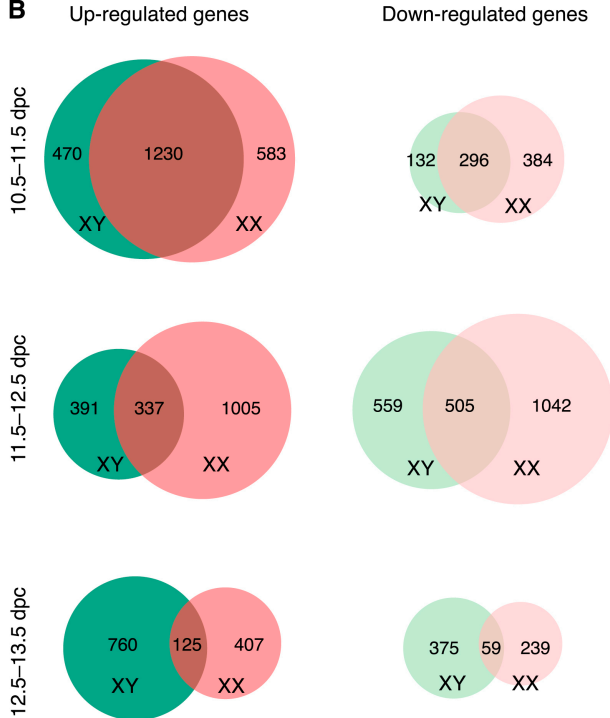 B
Up-regulated genes
Down-regulated genes
10.5–11.5 dpc
470 1230 583
XY XX
132 296 384
XY XX
11.5–12.5 dpc
391 337 1005
XY XX
559 505 1042
XY XX
12.5–13.5 dpc
760 125 407
XY XX
375 59 239
XY XX